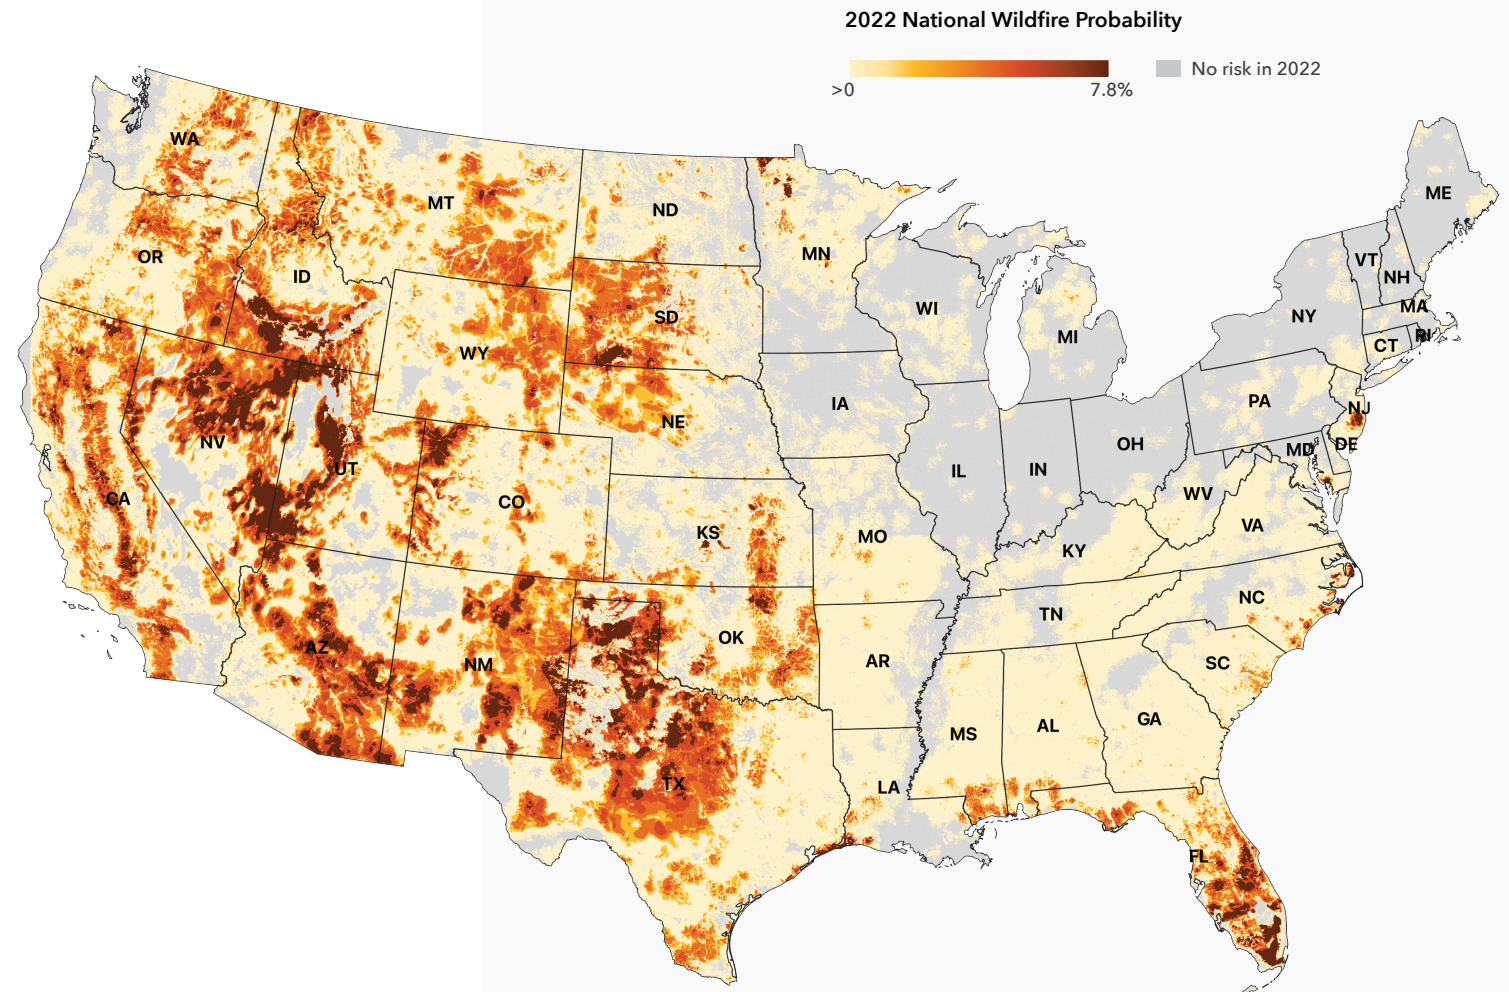 2022 National Wildfire Probability
>0 7.8% No risk in 2022
WA
MT
ND
MN
ME
OR
ID
SD
WI
MI
VT
NH
NY
MA
RI
CT
WY
NE
IA
PA
NJ
NV
UT
CO
KS
MO
IL
IN
OH
MD
DE
WV
VA
CA
KY
AZ
NM
OK
AR
TN
NC
SC
TX
LA
MS
AL
GA
FL